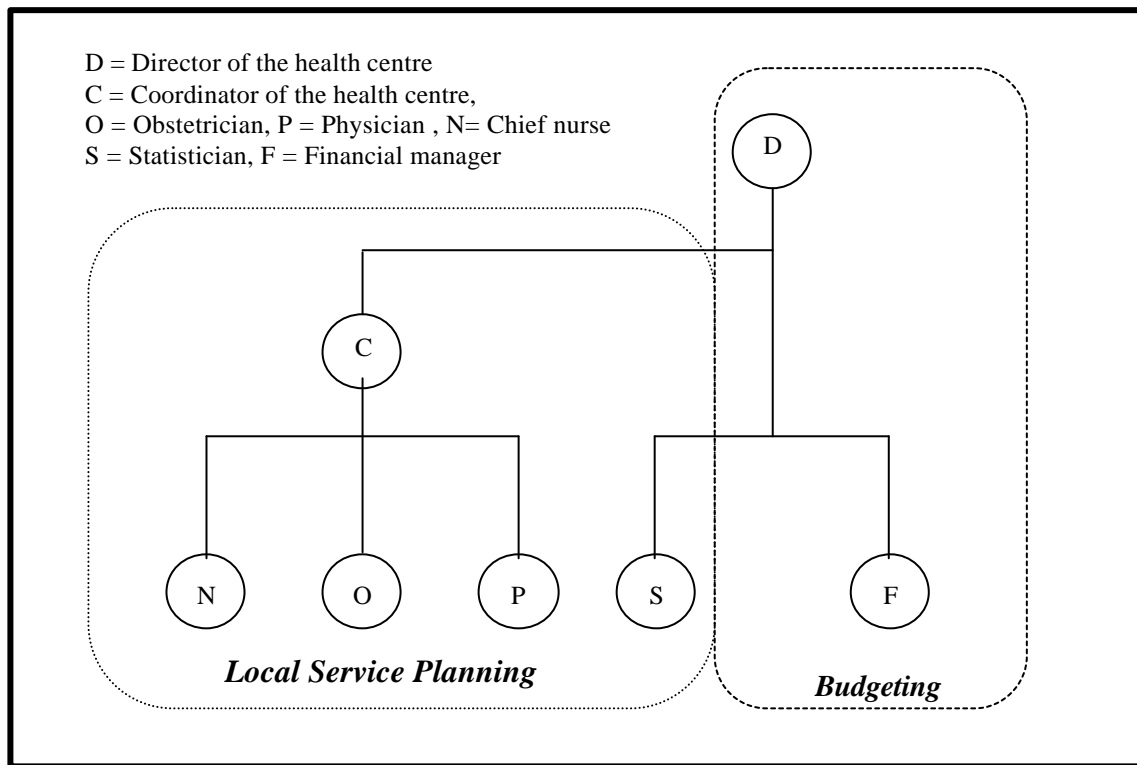 D = Director of the health centre
C = Coordinator of the health centre,
O = Obstetrician, P = Physician , N= Chief nurse
S = Statistician, F = Financial manager
D
C
N O P S F
Local Service Planning
Budgeting